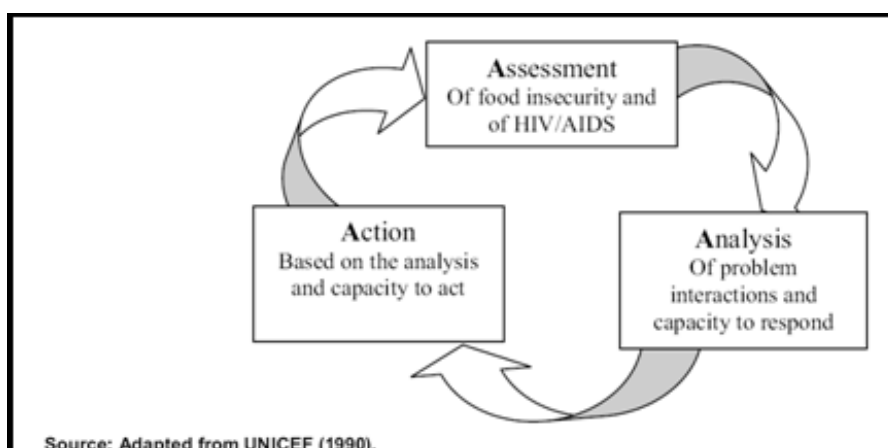 Assessment
Of food insecurity and
of HIV/AIDS
Action
Based on the analysis
and capacity to act
Analysis
Of problem
interactions and
capacity to respond
Source: Adapted from UNICEF (1990).